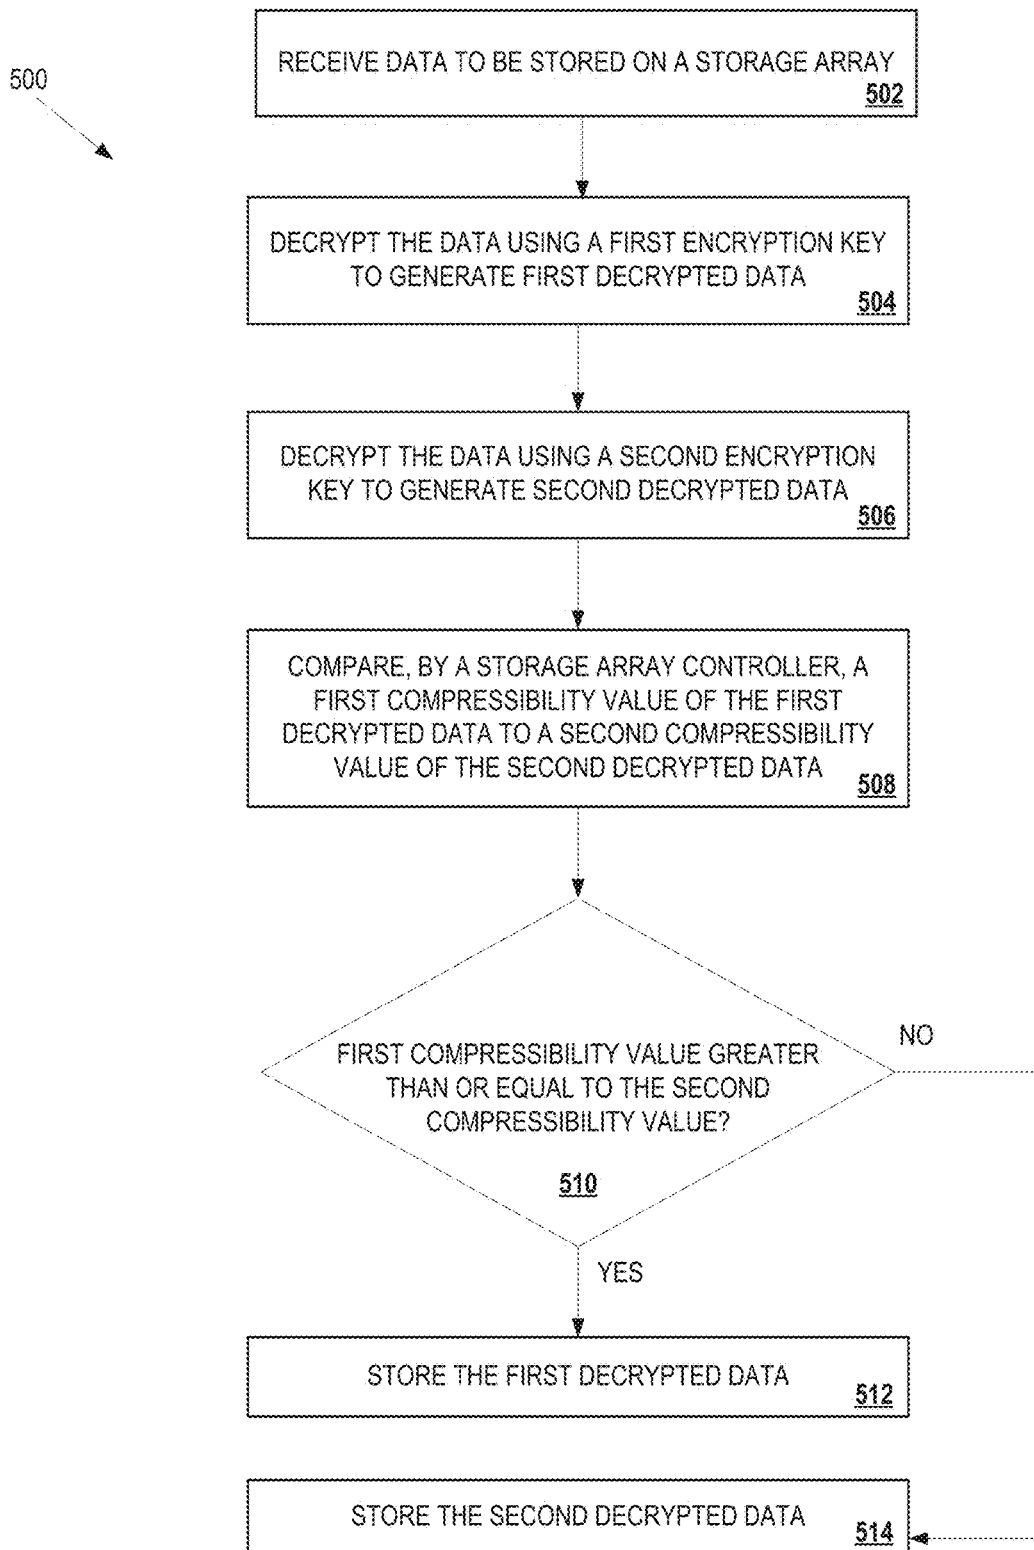 500
RECEIVE DATA TO BE STORED ON A STORAGE ARRAY
502
DECRYPT THE DATA USING A FIRST ENCRYPTION KEY
TO GENERATE FIRST DECRYPTED DATA
504
DECRYPT THE DATA USING A SECOND ENCRYPTION
KEY TO GENERATE SECOND DECRYPTED DATA
506
COMPARE, BY A STORAGE ARRAY CONTROLLER, A
FIRST COMPRESSIBILITY VALUE OF THE FIRST
DECRYPTED DATA TO A SECOND COMPRESSIBILITY
VALUE OF THE SECOND DECRYPTED DATA
508
NO
FIRST COMPRESSIBILITY VALUE GREATER
THAN OR EQUAL TO THE SECOND
COMPRESSIBILITY VALUE?
510
YES
STORE THE FIRST DECRYPTED DATA
512
STORE THE SECOND DECRYPTED DATA
514